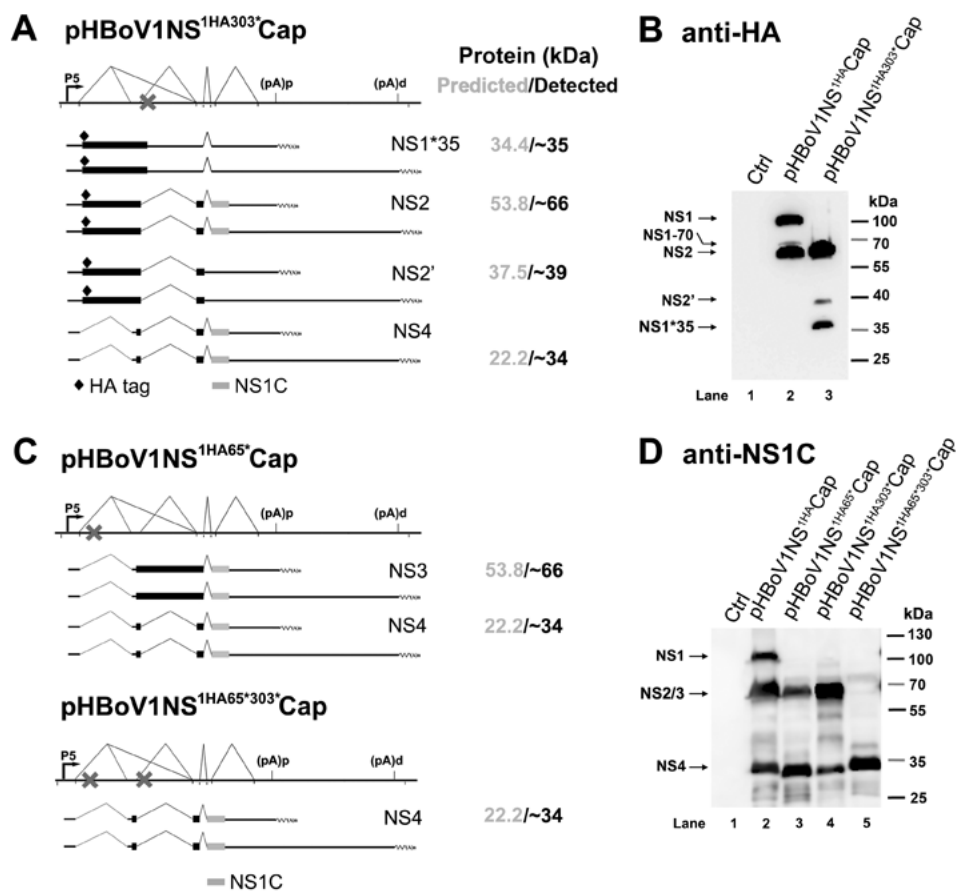 A pHBoV1NS1HA303*Cap
Protein (kDa)
Predicted/Detected
P5 (pA)p (pA)d
NS1*35 34.4/~35
NS2 53.8/~66
NS2' 37.5/~39
NS4
22.2/~34
HA tag NS1C
B anti-HA
Ctrl
pHBoV1NS1HACap
pHBoV1NS1HA303*Cap
kDa
NS1
NS1-70
NS2
NS2'
NS1*35
100
70
55
40
35
25
Lane 1 2 3
C pHBoV1NS1HA65*Cap
P5 (pA)p (pA)d
NS3 53.8/~66
NS4 22.2/~34
pHBoV1NS1HA65*303*Cap
P5 (pA)p (pA)d
NS4 22.2/~34
NS1C
D anti-NS1C
Ctrl
pHBoV1NS1HACap
pHBoV1NS1HA65*Cap
pHBoV1NS1HA303*Cap
pHBoV1NS1HA65*303*Cap
kDa
NS1
NS2/3
NS4
130
100
70
55
35
25
Lane 1 2 3 4 5